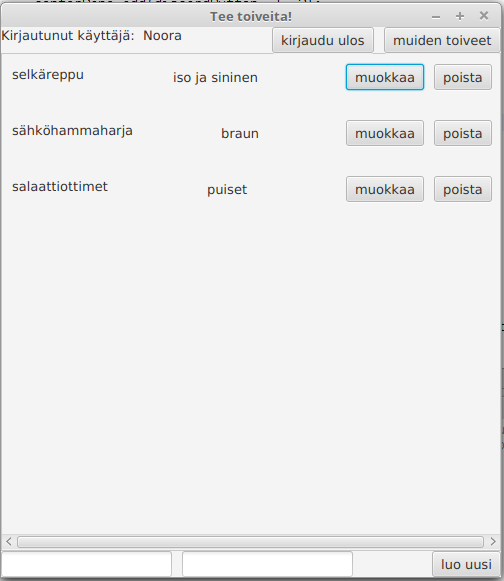 Tee toiveita!
Kirjautunut käyttäjä: Noora
kirjaudu ulos
muiden toiveet
selkäreppu
iso ja sininen
muokkaa
poista
sähköhammaharja
braun
muokkaa
poista
salaattiottimet
puiset
muokkaa
poista
luo uusi